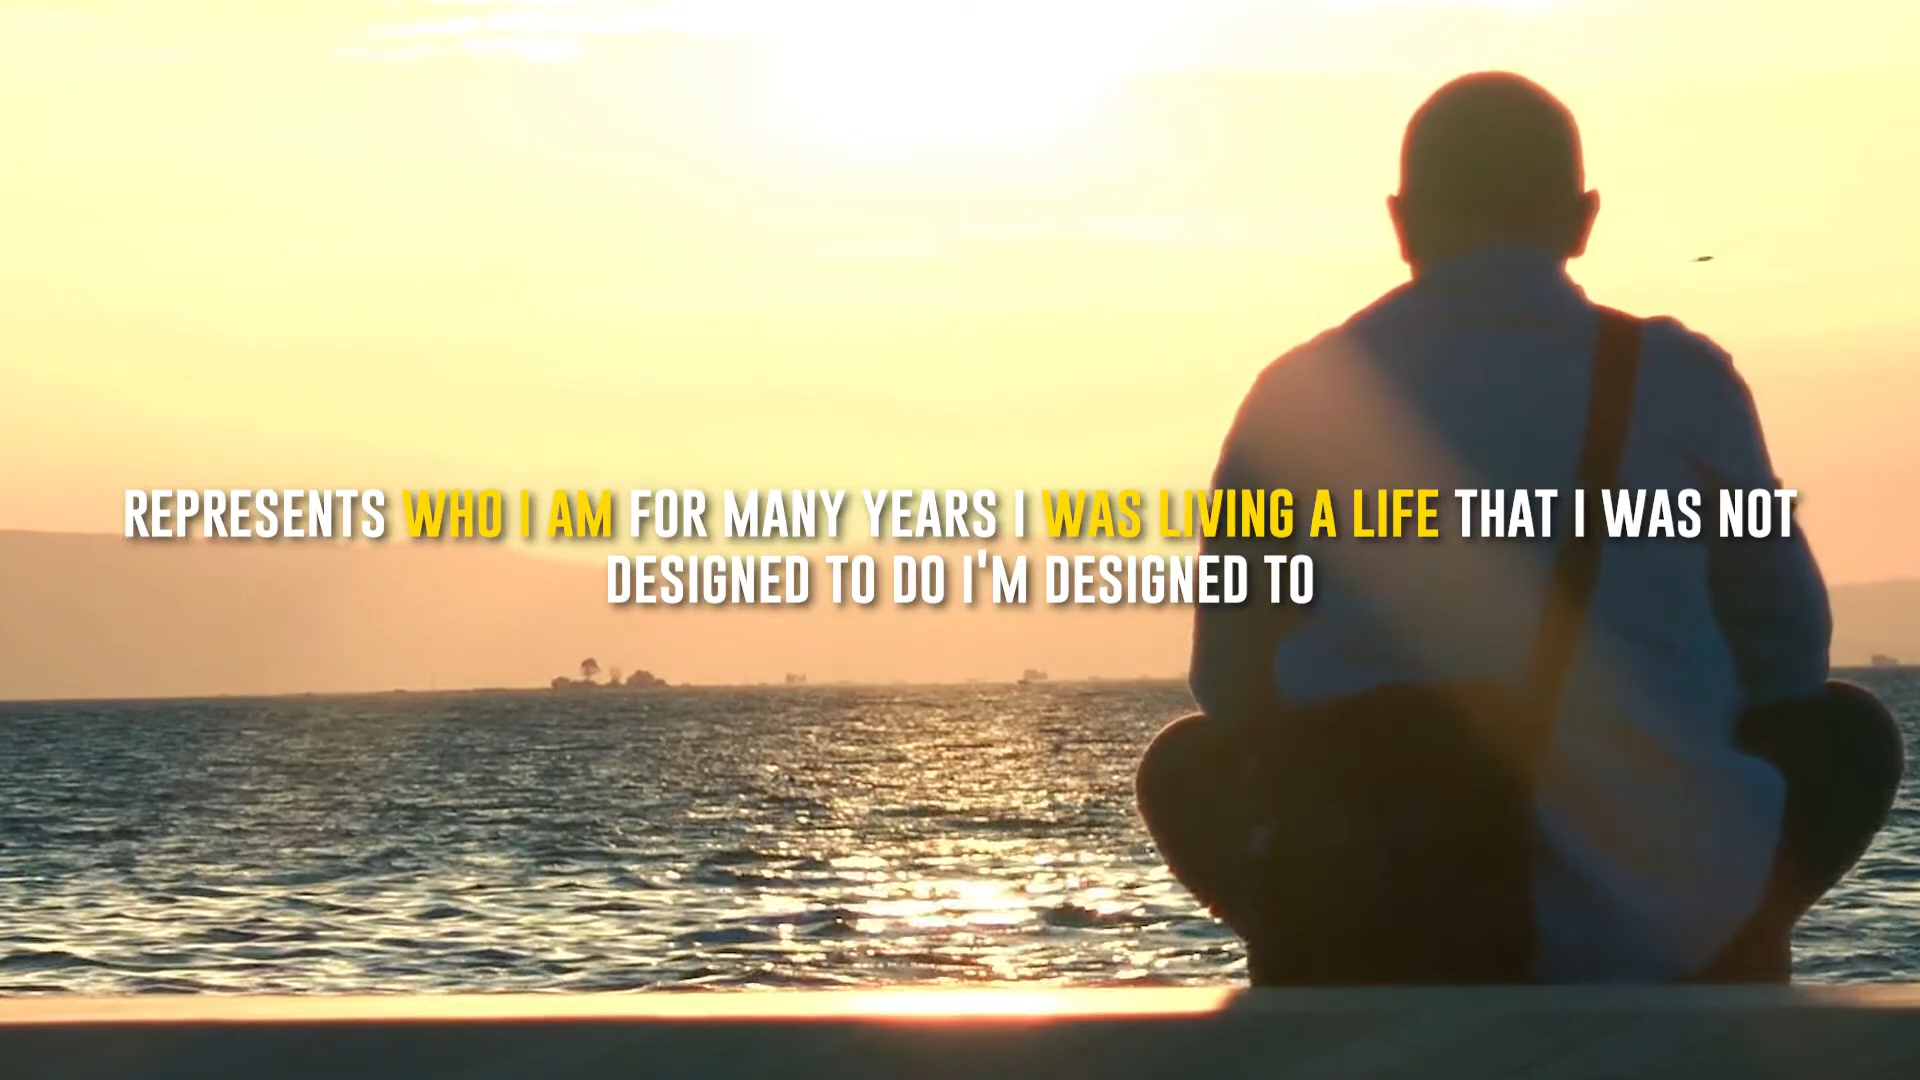 REPRESENTS WHO I AM FOR MANY YEARS I WAS LIVING A LIFE THAT I WAS NOT
DESIGNED TO DO I'M DESIGNED TO